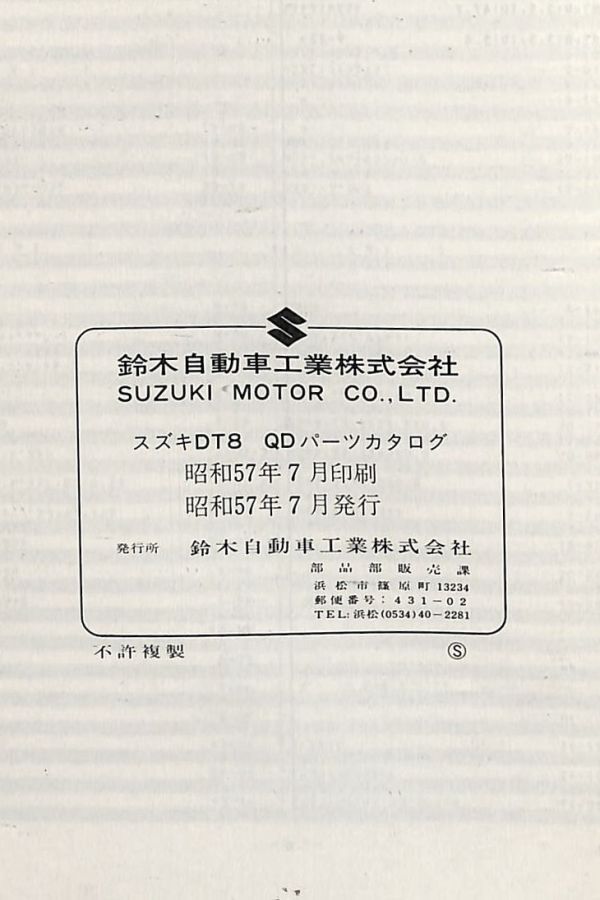 鈴木自動車工業株式会社
SUZUKI MOTOR CO.,LTD.
スズキDT8 QDパーツカタログ
昭和57年7月印刷
昭和57年7月発行
発行所 鈴木自動車工業株式会社
部品部販売課
浜松市篠原町13234
郵便番号:431-02
TEL:浜松(0534)40-2281
不許複製 Ⓢ